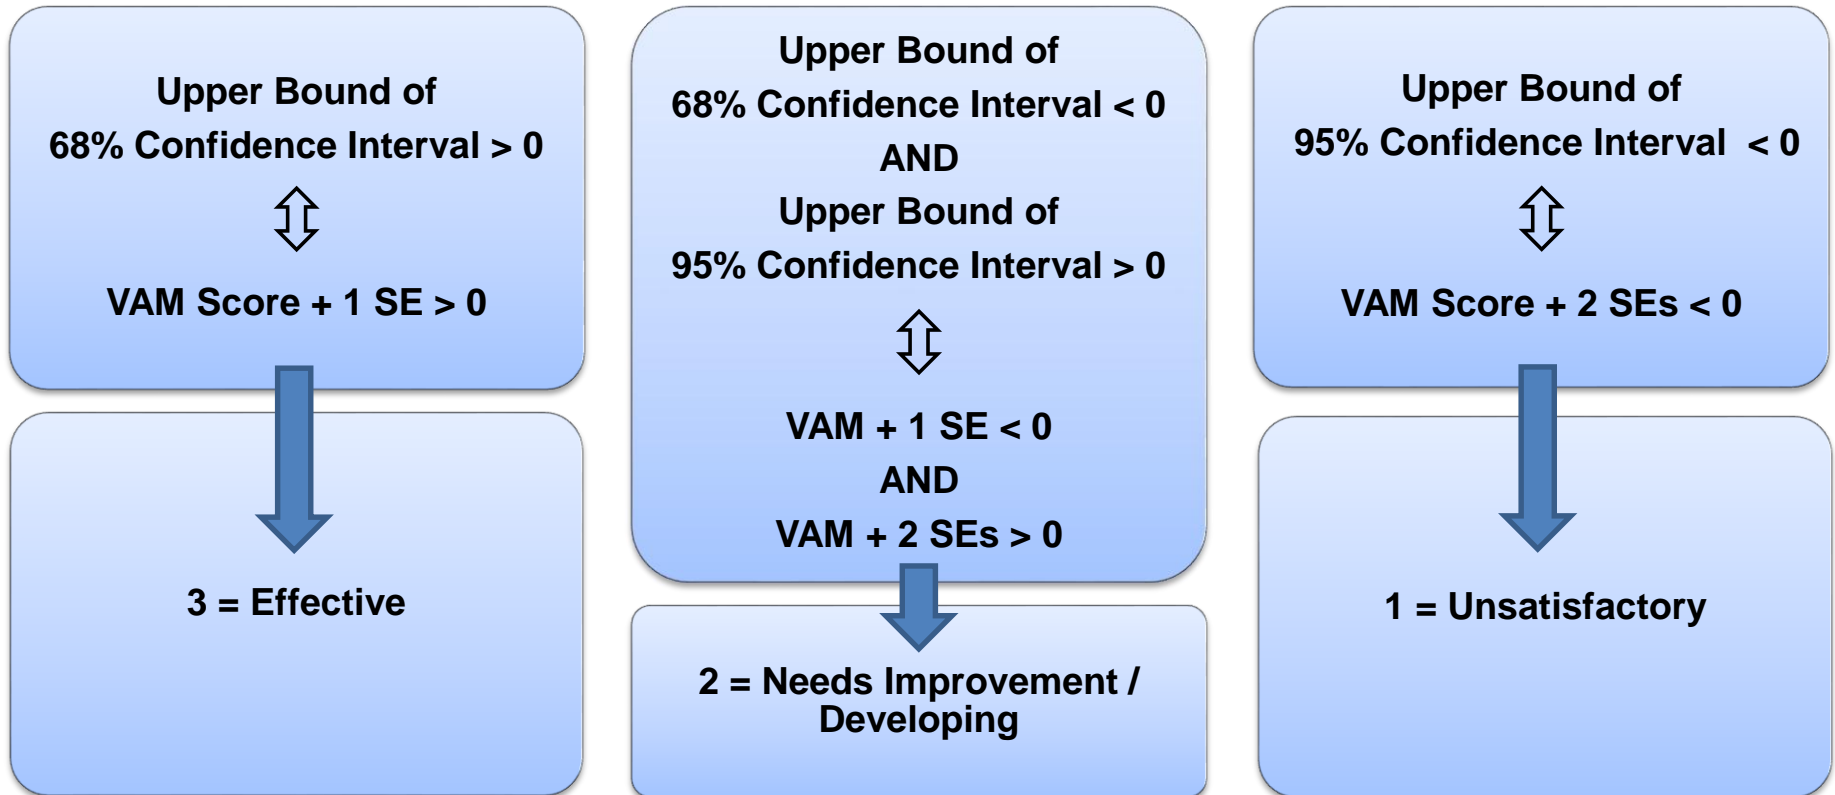 Upper Bound of
68% Confidence Interval > 0
VAM Score + 1 SE > 0
3 = Effective
Upper Bound of
68% Confidence Interval < 0
AND
Upper Bound of
95% Confidence Interval > 0
VAM + 1 SE < 0
AND
VAM + 2 SEs > 0
2 = Needs Improvement /
Developing
Upper Bound of
95% Confidence Interval < 0
VAM Score + 2 SEs < 0
1 = Unsatisfactory